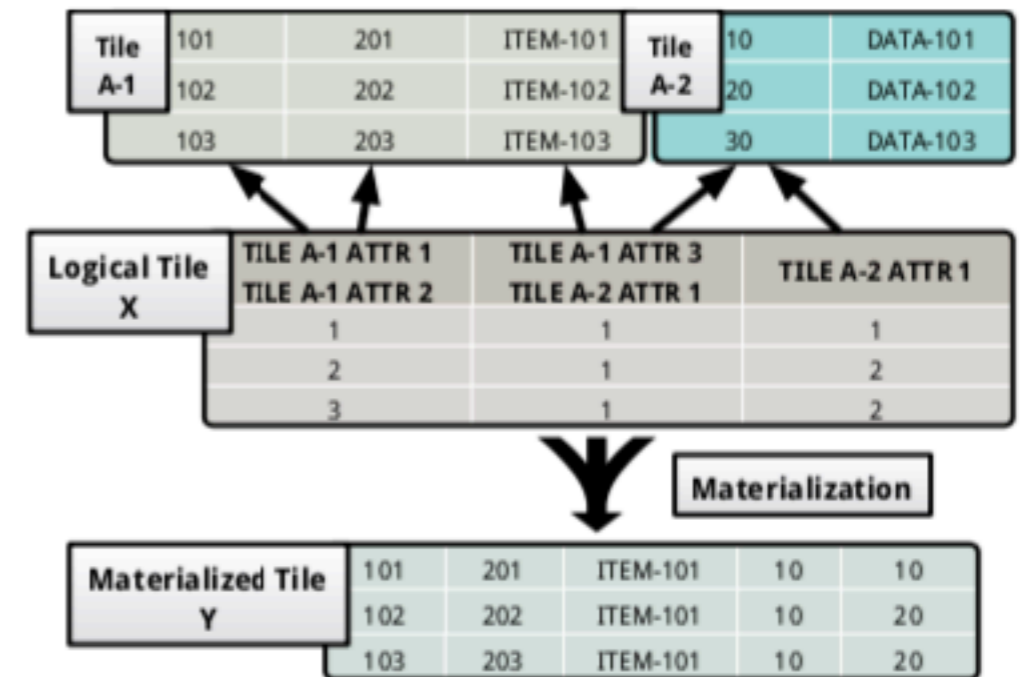 Tile A-1
101 201 ITEM-101
102 202 ITEM-102
103 203 ITEM-103
Tile A-2
10 DATA-101
20 DATA-102
30 DATA-103
Logical Tile X
TILE A-1 ATTR 1 TILE A-1 ATTR 3 TILE A-2 ATTR 1
TILE A-1 ATTR 2 TILE A-2 ATTR 1
1 1 1
2 1 2
3 1 2
Materialization
Materialized Tile Y
101 201 ITEM-101 10 10
102 202 ITEM-101 10 20
103 203 ITEM-101 10 20